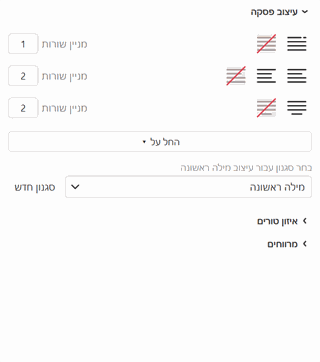 עיצוב פסקה
מניין שורות 1
מניין שורות 2
מניין שורות 2
החל על
בחר סגנון עבור עיצוב מילה ראשונה
מילה ראשונה סגנון חדש
איזון טורים
מרווחים